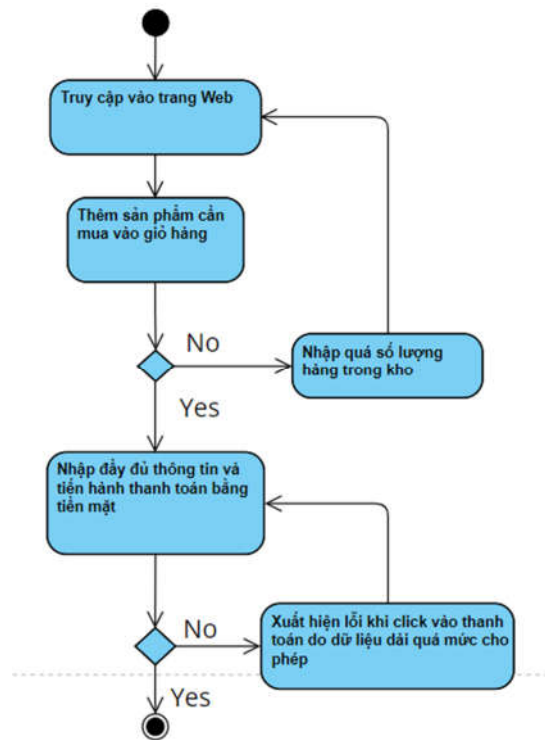 Truy cập vào trang Web
Thêm sản phẩm cần
mua vào giỏ hàng
No
Nhập quá số lượng
hàng trong kho
Yes
Nhập đầy đủ thông tin và
tiến hành thanh toán bằng
tiền mặt
No
Xuất hiện lỗi khi click vào thanh
toán do dữ liệu dài quá mức cho
phép
Yes